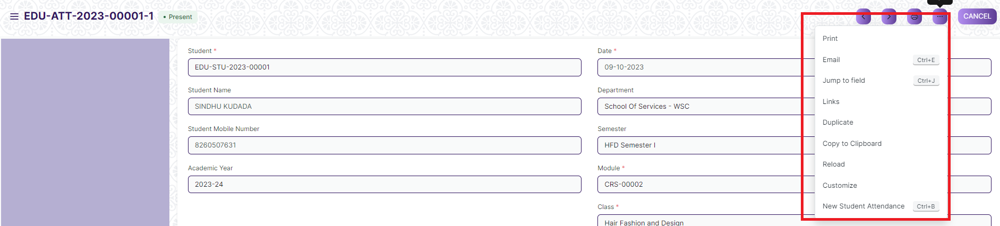 EDU-ATT-2023-00001-1
• Present
CANCEL
Student *
EDU-STU-2023-00001
Student Name
SINDHU KUDADA
Student Mobile Number
8260507631
Academic Year
2023-24
Date *
09-10-2023
Department
School Of Services - WSC
Semester
HFD Semester I
Module *
CRS-00002
Class *
Hair Fashion and Design
Print
Email Ctrl+E
Jump to field Ctrl+J
Links
Duplicate
Copy to Clipboard
Reload
Customize
New Student Attendance Ctrl+B